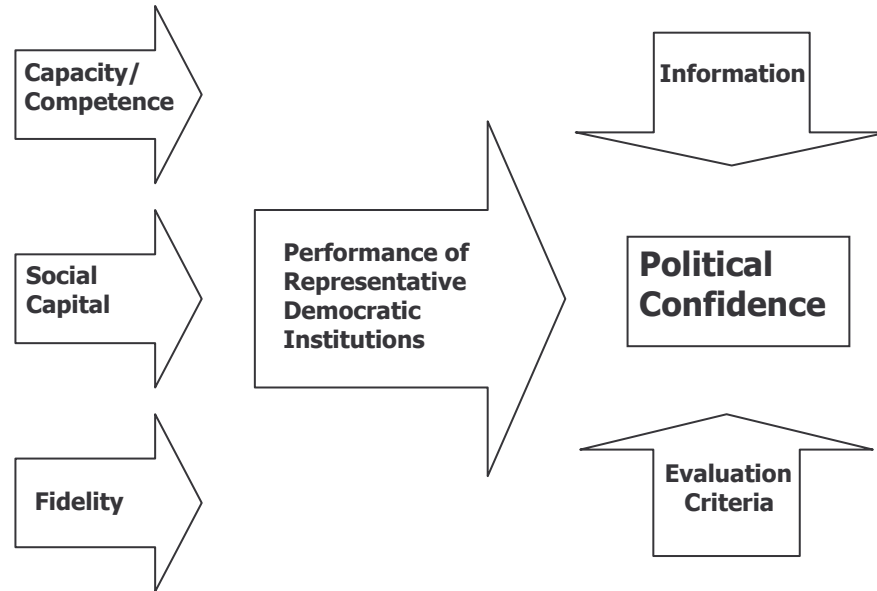 Capacity/
Competence
Social
Capital
Fidelity
Performance of
Representative
Democratic
Institutions
Information
Political
Confidence
Evaluation
Criteria